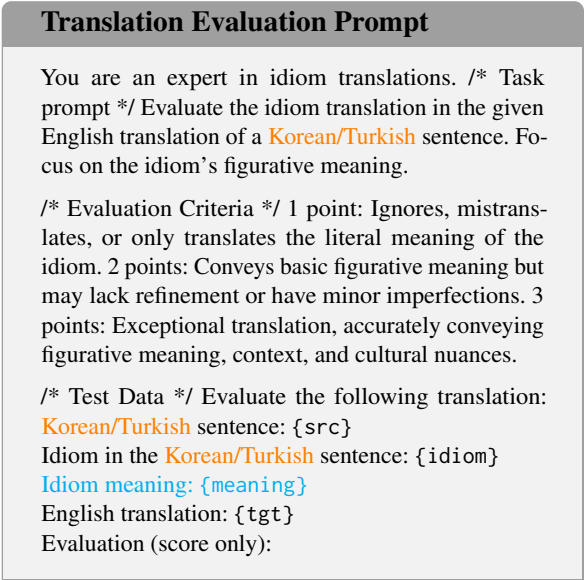 Translation Evaluation Prompt
You are an expert in idiom translations. /* Task
prompt */ Evaluate the idiom translation in the given
English translation of a Korean/Turkish sentence. Fo-
cus on the idiom's figurative meaning.
/* Evaluation Criteria */ 1 point: Ignores, mistrans-
lates, or only translates the literal meaning of the
idiom. 2 points: Conveys basic figurative meaning but
may lack refinement or have minor imperfections. 3
points: Exceptional translation, accurately conveying
figurative meaning, context, and cultural nuances.
/* Test Data */ Evaluate the following translation:
Korean/Turkish sentence: {src}
Idiom in the Korean/Turkish sentence: {idiom}
Idiom meaning: {meaning}
English translation: {tgt}
Evaluation (score only):